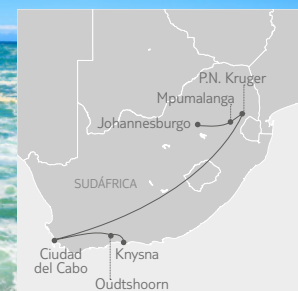 P.N. Kruger
Mpumalanga
Johannesburgo
SUDÁFRICA
Ciudad
del Cabo
Knysna
Oudtshoorn